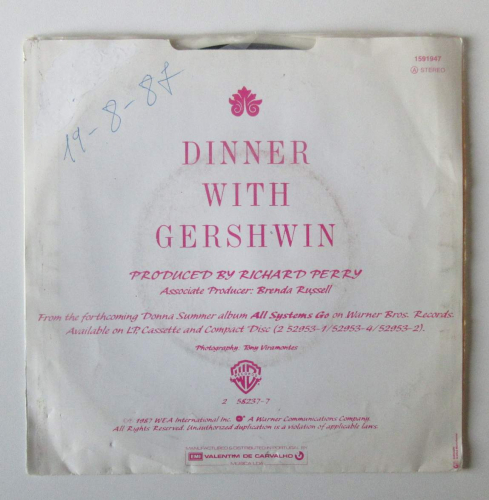 1591947
A STEREO
19-8-87
DINNER
WITH
GERSHWIN
PRODUCED BY RICHARD PERRY
Associate Producer: Brenda Russell
From the forthcoming Donna Summer album All Systems Go on Warner Bros. Records.
Available on LP, Cassette and Compact Disc (2 52953-1/52953-4/52953-2).
Photography: Tony Viramontes
2 56237-7
1987 WEA International Inc. A Warner Communications Company
All Rights Reserved. Unauthorized duplication is a violation of applicable laws.
EMI VALENTIM DE CARVALHO